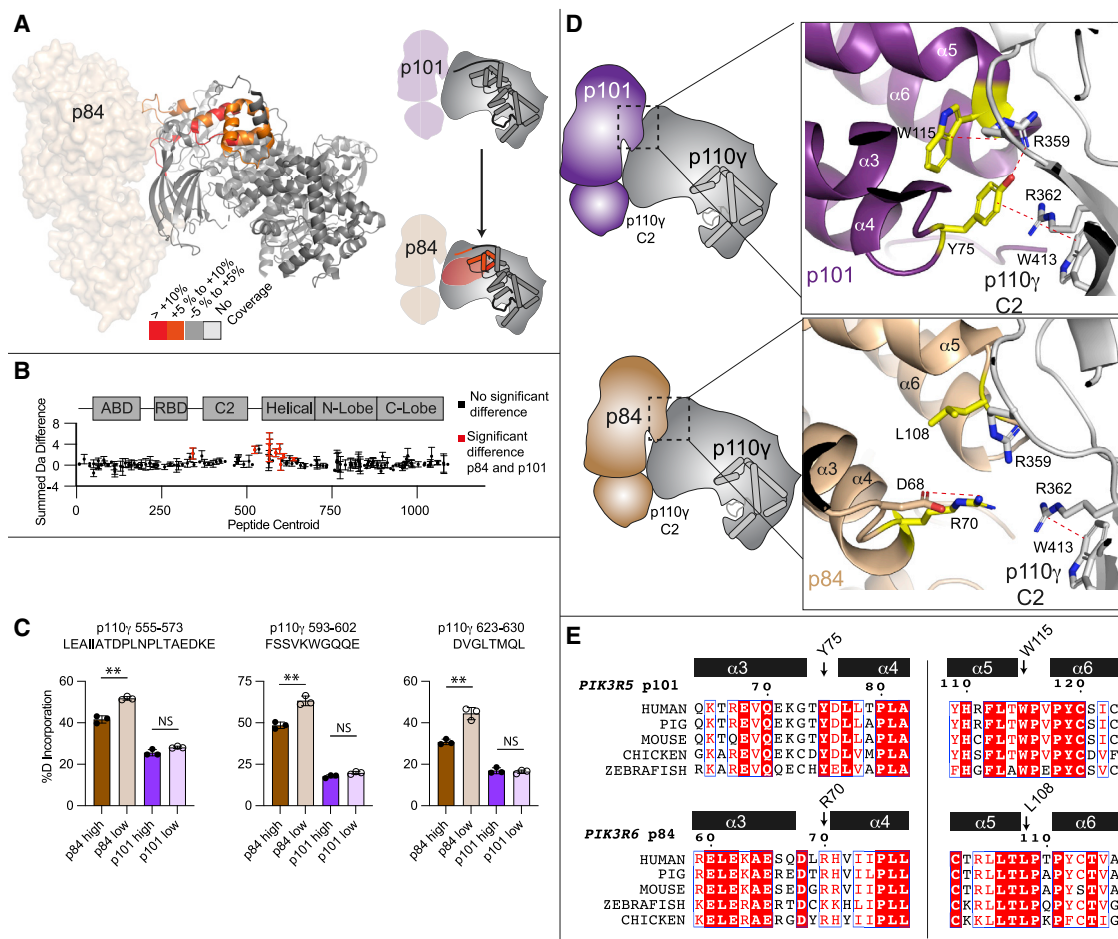 A
p84
> +10%
+5 % to +10%
-5 % to +5%
No
Coverage
p101
p84
B
ABD
RBD
C2
Helical
N-Lobe
C-Lobe
No significant
difference
Significant
difference
p84 and p101
Summed Da Difference
8
4
0
-4
0
250
500
750
1000
Peptide Centroid
C
p110γ 555-573
LEAIIATDPLNPLTAEDKE
%D Incorporation
60
40
20
0
**
NS
p84 high
p84 low
p101 high
p101 low
p110γ 593-602
FSSVKWGQQE
75
50
25
0
**
NS
p84 high
p84 low
p101 high
p101 low
p110γ 623-630
DVGLTMQL
60
40
20
0
**
NS
p84 high
p84 low
p101 high
p101 low
D
p101
p110γ
p110γ
C2
α5
α6
W115
R359
α3
α4
R362
Y75
W413
p101
p110γ
C2
p84
p110γ
p110γ
C2
α5
α6
L108
R359
α3
α4
D68
R362
R70
W413
p84
p110γ
C2
E
Y75
W115
α3
α4
α5
α6
PIK3R5 p101
70
80
110
120
HUMAN QKTREVQEKGTYDLLTPLA YHRFLTWPVPYCSIC
PIG QKTREVQEKGTYDLLAPLA YHRFLTWPVPYCSIC
MOUSE QKTQEVQEKGTYDLLAPLA YHSFLTWPVPYCSIC
CHICKEN GKAREVQEKCDYDLVMPLA YCSFLTWPVPYCDVF
ZEBRAFISH RKAREVQQECHYELVAPLA FHGFLAWPEPYCSVC
R70
L108
α3
α4
α5
α6
PIK3R6 p84
60
70
110
HUMAN RELEKAESQDLRHVIIPLL CTRLLTLPTPYCTVA
PIG RELEKAEREDTRHVILPLL CTRLLTLPAPYCTVA
MOUSE RELEKAESEDGRRVIIPLL CTRLLTLPAPYSTVA
ZEBRAFISH KELERAERTDCKKHLIPLL CKRLLTLPQPYCTVG
CHICKEN KELERAERGDYRHYIIPLL CKKLLTLPKPFCTIG